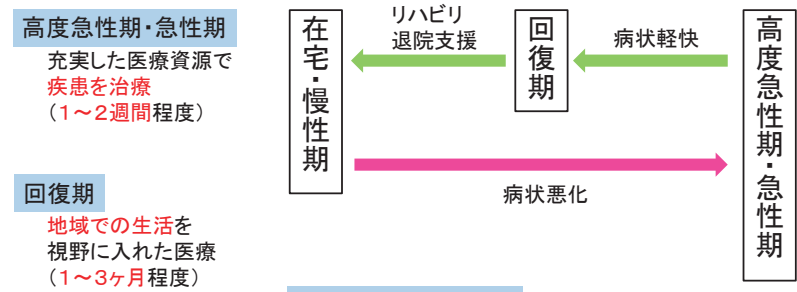 高度急性期・急性期
充実した医療資源で
疾患を治療
（１～２週間程度）
回復期
地域での生活を
視野に入れた医療
（１～３ヶ月程度）
在宅・慢性期
リハビリ
退院支援
回復期
病状軽快
高度急性期・急性期
病状悪化